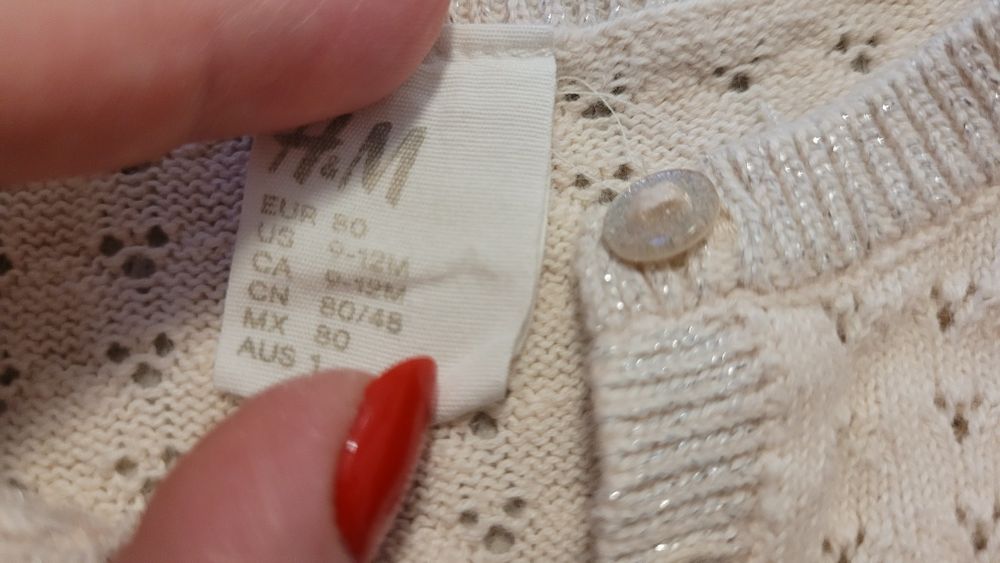 H&M
EUR 80
US 9-12M
CA 9-12M
CN 80/48
MX 80
AUS 1